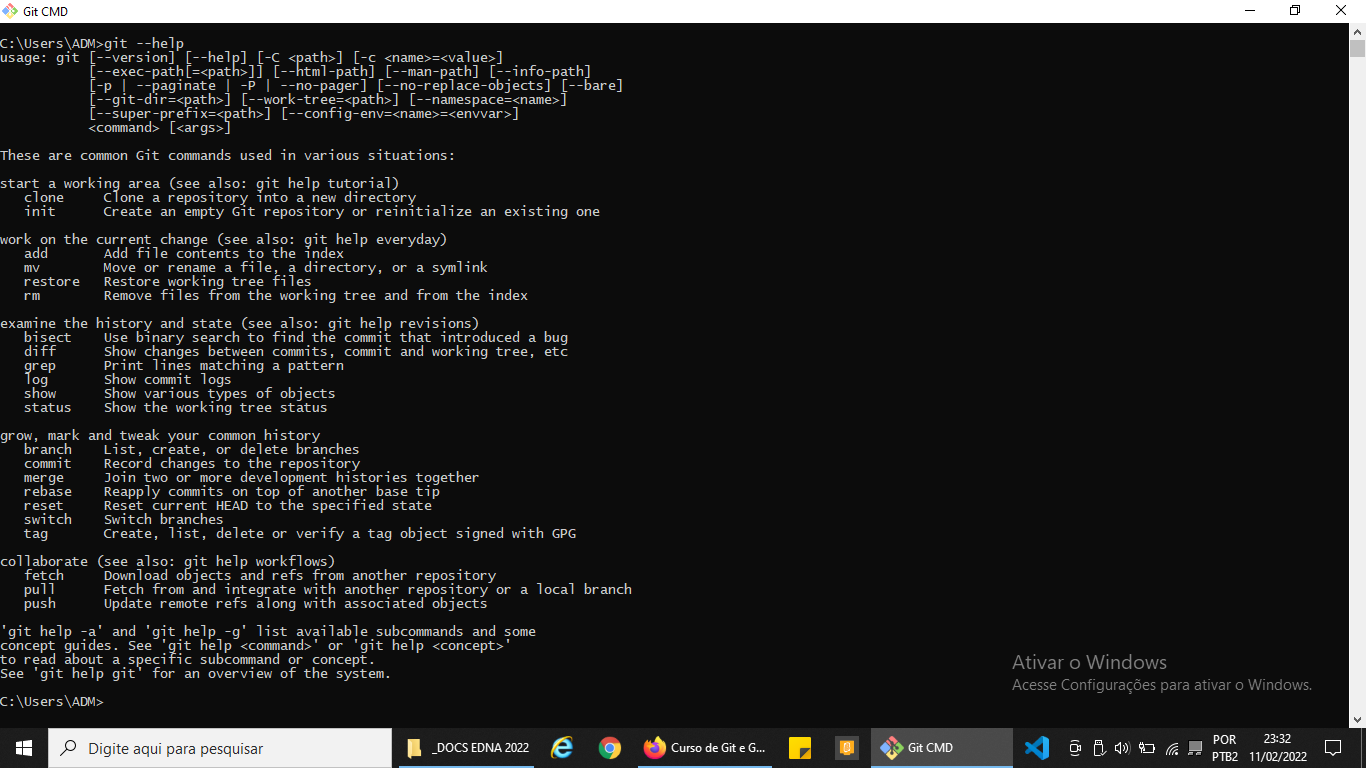 Git CMD
C:\Users\ADM>git --help
usage: git [--version] [--help] [-C <path>] [-c <name>=<value>]
           [--exec-path[=<path>]] [--html-path] [--man-path] [--info-path]
           [-p | --paginate | -P | --no-pager] [--no-replace-objects] [--bare]
           [--git-dir=<path>] [--work-tree=<path>] [--namespace=<name>]
           [--super-prefix=<path>] [--config-env=<name>=<envvar>]
           <command> [<args>]
These are common Git commands used in various situations:
start a working area (see also: git help tutorial)
   clone     Clone a repository into a new directory
   init      Create an empty Git repository or reinitialize an existing one
work on the current change (see also: git help everyday)
   add       Add file contents to the index
   mv        Move or rename a file, a directory, or a symlink
   restore   Restore working tree files
   rm        Remove files from the working tree and from the index
examine the history and state (see also: git help revisions)
   bisect    Use binary search to find the commit that introduced a bug
   diff      Show changes between commits, commit and working tree, etc
   grep      Print lines matching a pattern
   log       Show commit logs
   show      Show various types of objects
   status    Show the working tree status
grow, mark and tweak your common history
   branch    List, create, or delete branches
   commit    Record changes to the repository
   merge     Join two or more development histories together
   rebase    Reapply commits on top of another base tip
   reset     Reset current HEAD to the specified state
   switch    Switch branches
   tag       Create, list, delete or verify a tag object signed with GPG
collaborate (see also: git help workflows)
   fetch     Download objects and refs from another repository
   pull      Fetch from and integrate with another repository or a local branch
   push      Update remote refs along with associated objects
'git help -a' and 'git help -g' list available subcommands and some
concept guides. See 'git help <command>' or 'git help <concept>'
to read about a specific subcommand or concept.
See 'git help git' for an overview of the system.
C:\Users\ADM>
Ativar o Windows
Acesse Configurações para ativar o Windows.
Digite aqui para pesquisar
_DOCS EDNA 2022
Curso de Git e G...
Git CMD
POR
PTB2
23:32
11/02/2022